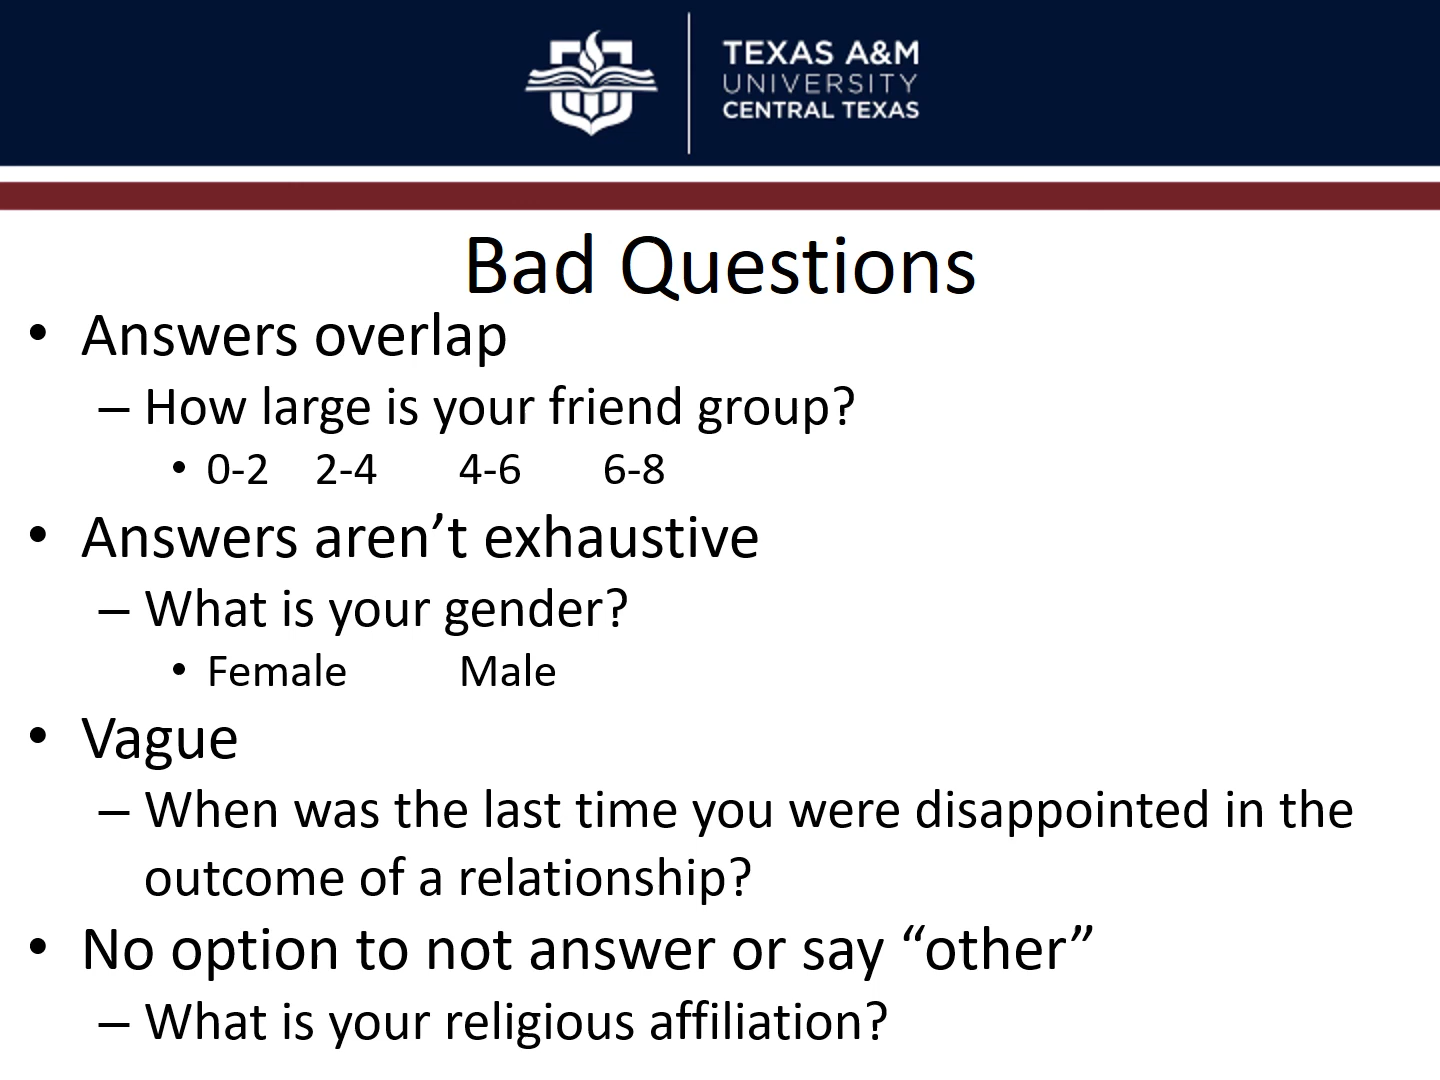 TEXAS A&M
UNIVERSITY
CENTRAL TEXAS
Bad Questions
• Answers overlap
– How large is your friend group?
• 0-2 2-4 4-6 6-8
• Answers aren’t exhaustive
– What is your gender?
• Female Male
• Vague
– When was the last time you were disappointed in the
outcome of a relationship?
• No option to not answer or say “other”
– What is your religious affiliation?